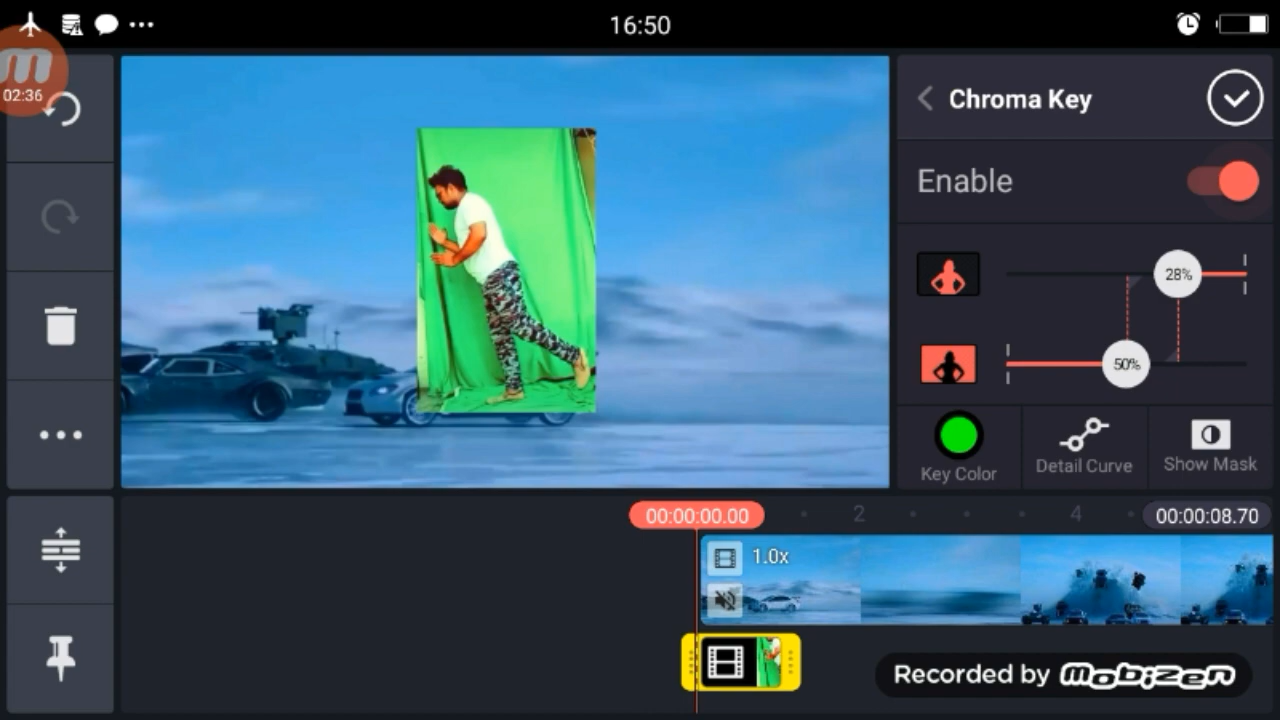 16:50
m
02:36
Chroma Key
Enable
28%
50%
Key Color
Detail Curve
Show Mask
00:00:00.00
2
4
00:00:08.70
1.0x
Recorded by mobizen